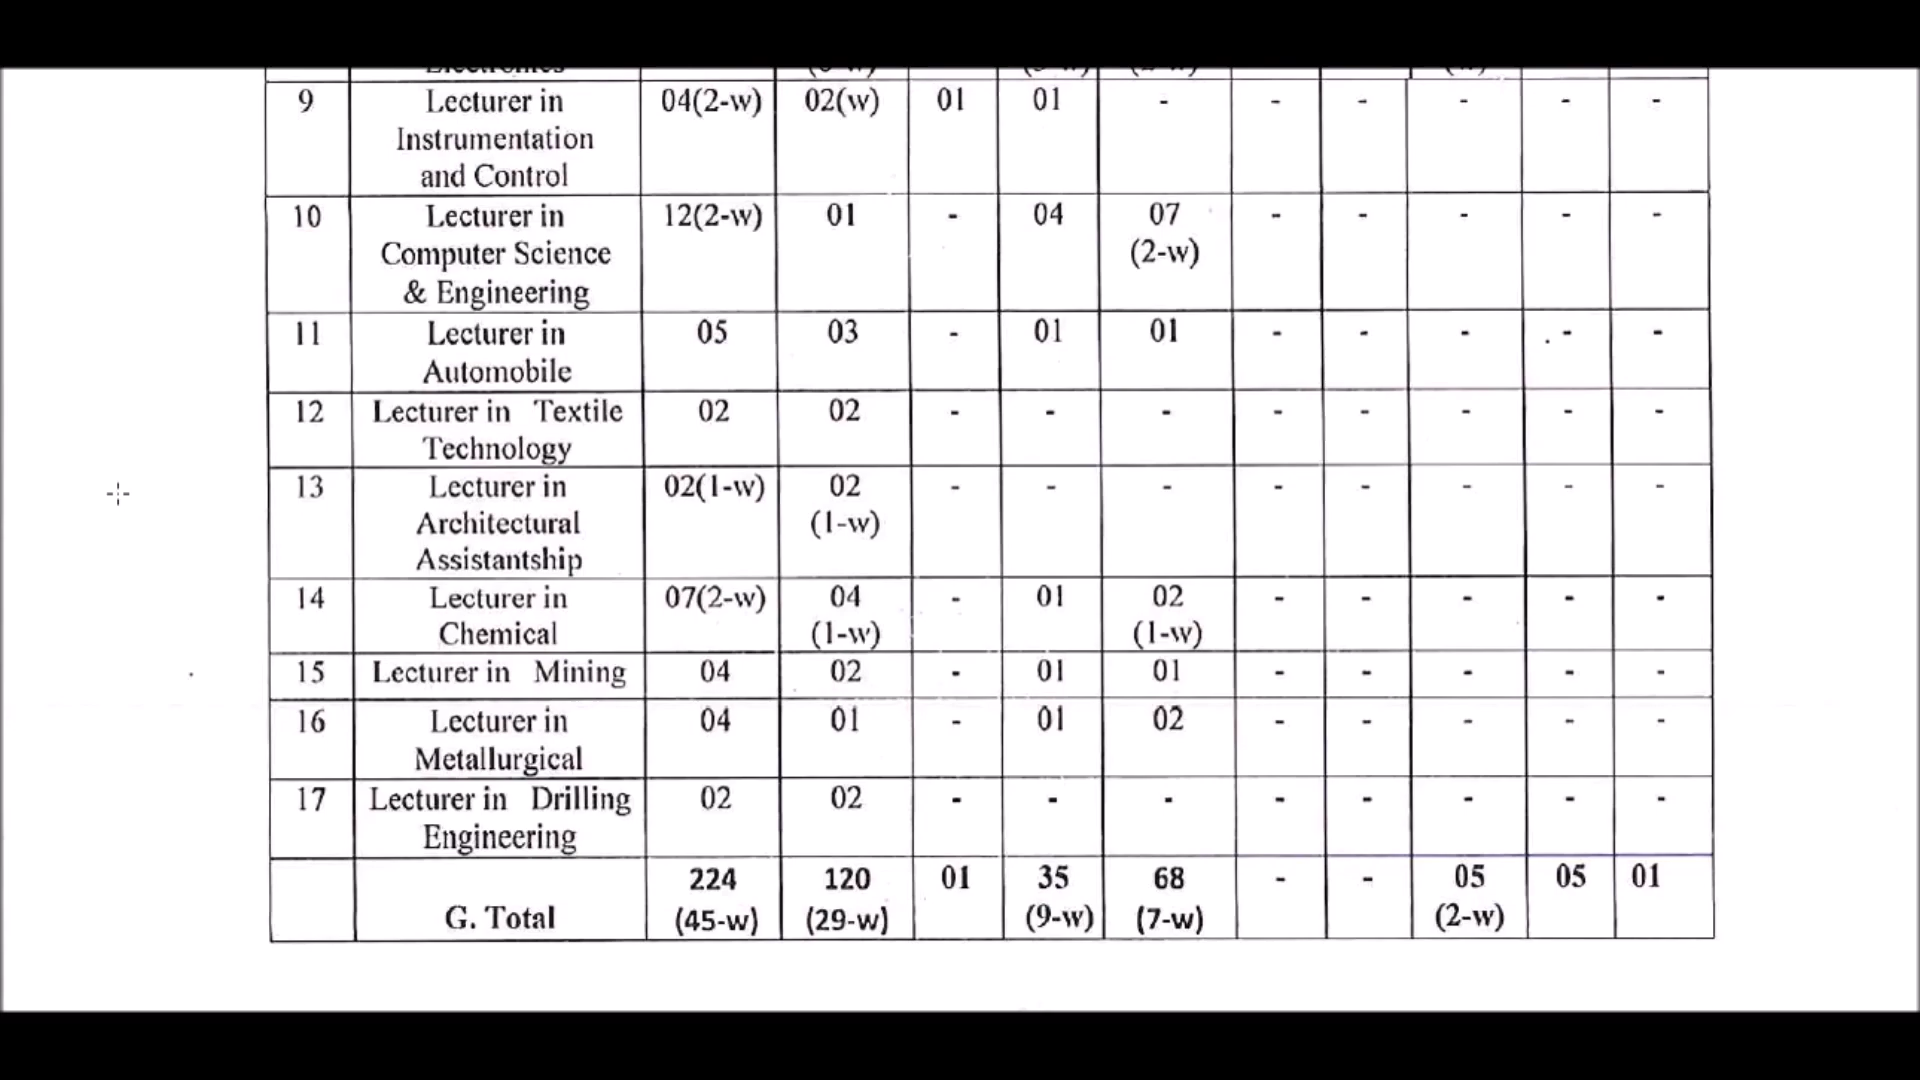 Electronics
9 Lecturer in 04(2-w) 02(w) 01 01 - - - - - -
Instrumentation
and Control
10 Lecturer in 12(2-w) 01 - 04 07 - - - - -
Computer Science (2-w)
& Engineering
11 Lecturer in 05 03 - 01 01 - - - - -
Automobile
12 Lecturer in Textile 02 02 - - - - - - - -
Technology
13 Lecturer in 02(1-w) 02 - - - - - - - -
Architectural (1-w)
Assistantship
14 Lecturer in 07(2-w) 04 - 01 02 - - - - -
Chemical (1-w) (1-w)
15 Lecturer in Mining 04 02 - 01 01 - - - - -
16 Lecturer in 04 01 - 01 02 - - - - -
Metallurgical
17 Lecturer in Drilling 02 02 - - - - - - - -
Engineering
224 120 01 35 68 - - 05 05 01
G. Total (45-w) (29-w) (9-w) (7-w) (2-w)